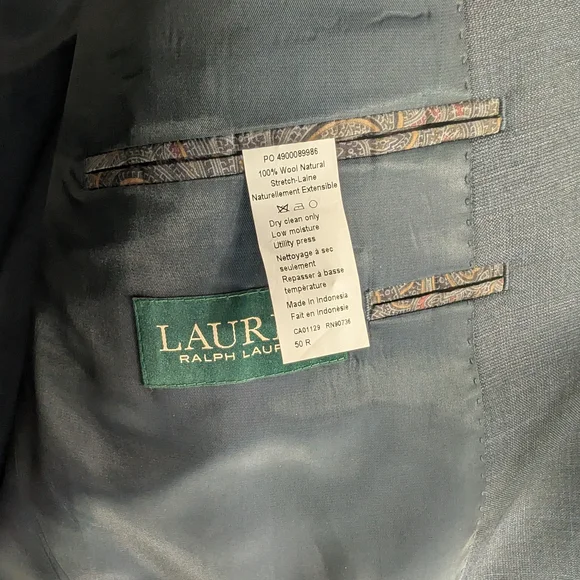 PO 4900089986
100% Wool Natural
Stretch-Laine
Naturellement Extensible
Dry clean only
Low moisture
Utility press
Nettoyage à sec
seulement
Repasser à basse
température
Made in Indonesia
Fait en Indonésie
CA01129 RN90736
50 R
LAUR
RALPH LAUR